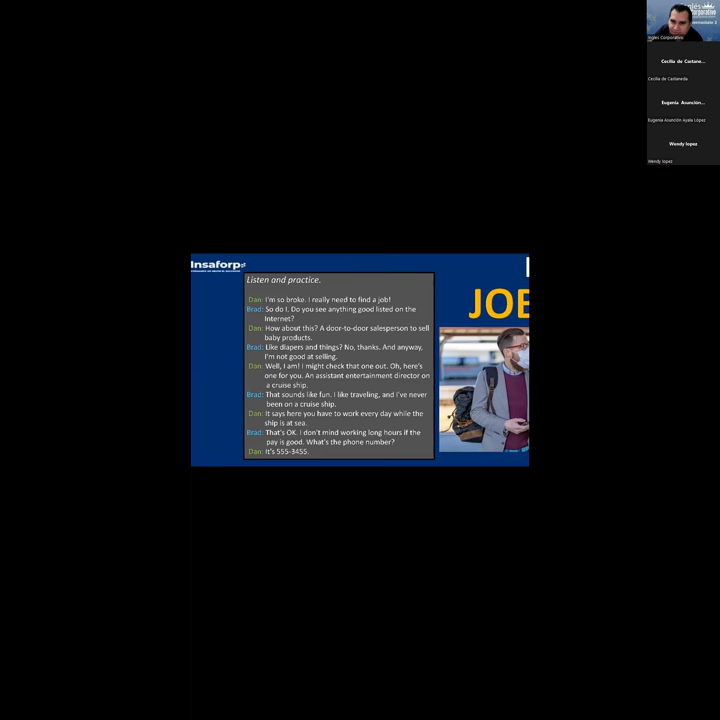 Inglés Corporativo
Cecilia de Castane...
Cecilia de Castaneda
Eugenia Asunción...
Eugenia Asunción Ayala López
Wendy lopez
Wendy lopez
Insaforp
Listen and practice.
Dan: I'm so broke. I really need to find a job!
Brad: So do I. Do you see anything good listed on the
Internet?
Dan: How about this? A door-to-door salesperson to sell
baby products.
Brad: Like diapers and things? No, thanks. And anyway,
I'm not good at selling.
Dan: Well, I am! I might check that one out. Oh, here's
one for you. An assistant entertainment director on
a cruise ship.
Brad: That sounds like fun. I like traveling, and I've never
been on a cruise ship.
Dan: It says here you have to work every day while the
ship is at sea.
Brad: That's OK. I don't mind working long hours if the
pay is good. What's the phone number?
Dan: It's 555-3455.
JOB